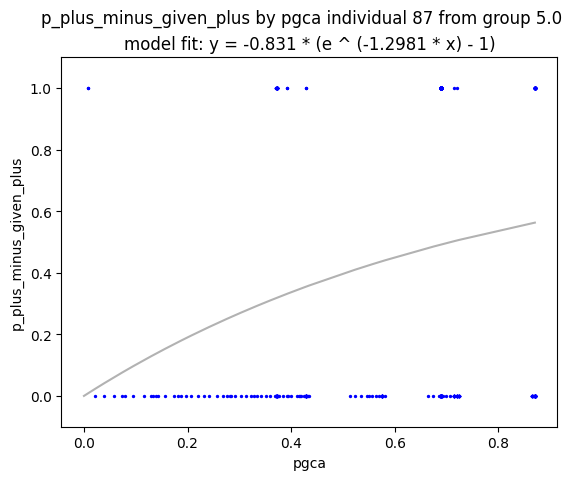 p_plus_minus_given_plus by pgca individual 87 from group 5.0
model fit: y = -0.831 * (e ^ (-1.2981 * x) - 1)
1.0
0.8
0.6
0.4
0.2
0.0
p_plus_minus_given_plus
0.0 0.2 0.4 0.6 0.8
pgca